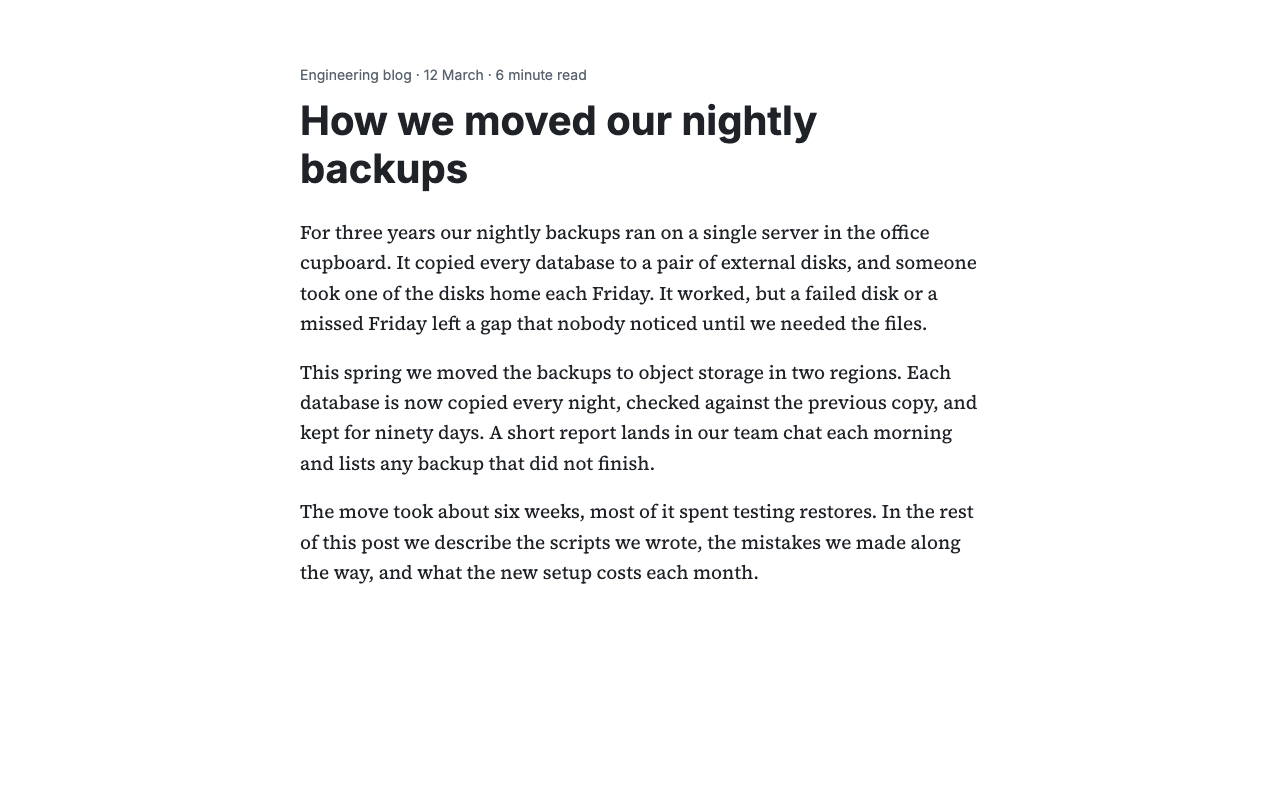 Engineering blog · 12 March · 6 minute read
How we moved our nightly
backups
For three years our nightly backups ran on a single server in the office
cupboard. It copied every database to a pair of external disks, and someone
took one of the disks home each Friday. It worked, but a failed disk or a
missed Friday left a gap that nobody noticed until we needed the files.
This spring we moved the backups to object storage in two regions. Each
database is now copied every night, checked against the previous copy, and
kept for ninety days. A short report lands in our team chat each morning
and lists any backup that did not finish.
The move took about six weeks, most of it spent testing restores. In the rest
of this post we describe the scripts we wrote, the mistakes we made along
the way, and what the new setup costs each month.